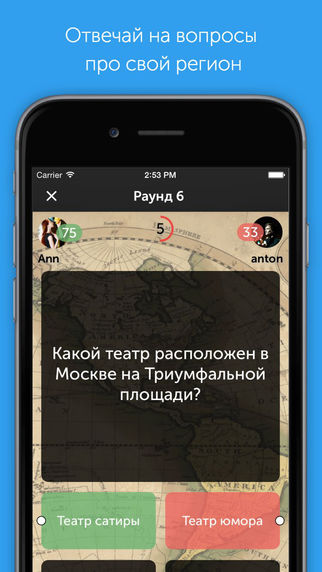 Отвечай на вопросы
про свой регион
Carrier 2:53 PM
Раунд 6
75 5 33
Ann anton
Какой театр расположен в
Москве на Триумфальной
площади?
Театр сатиры Театр юмора